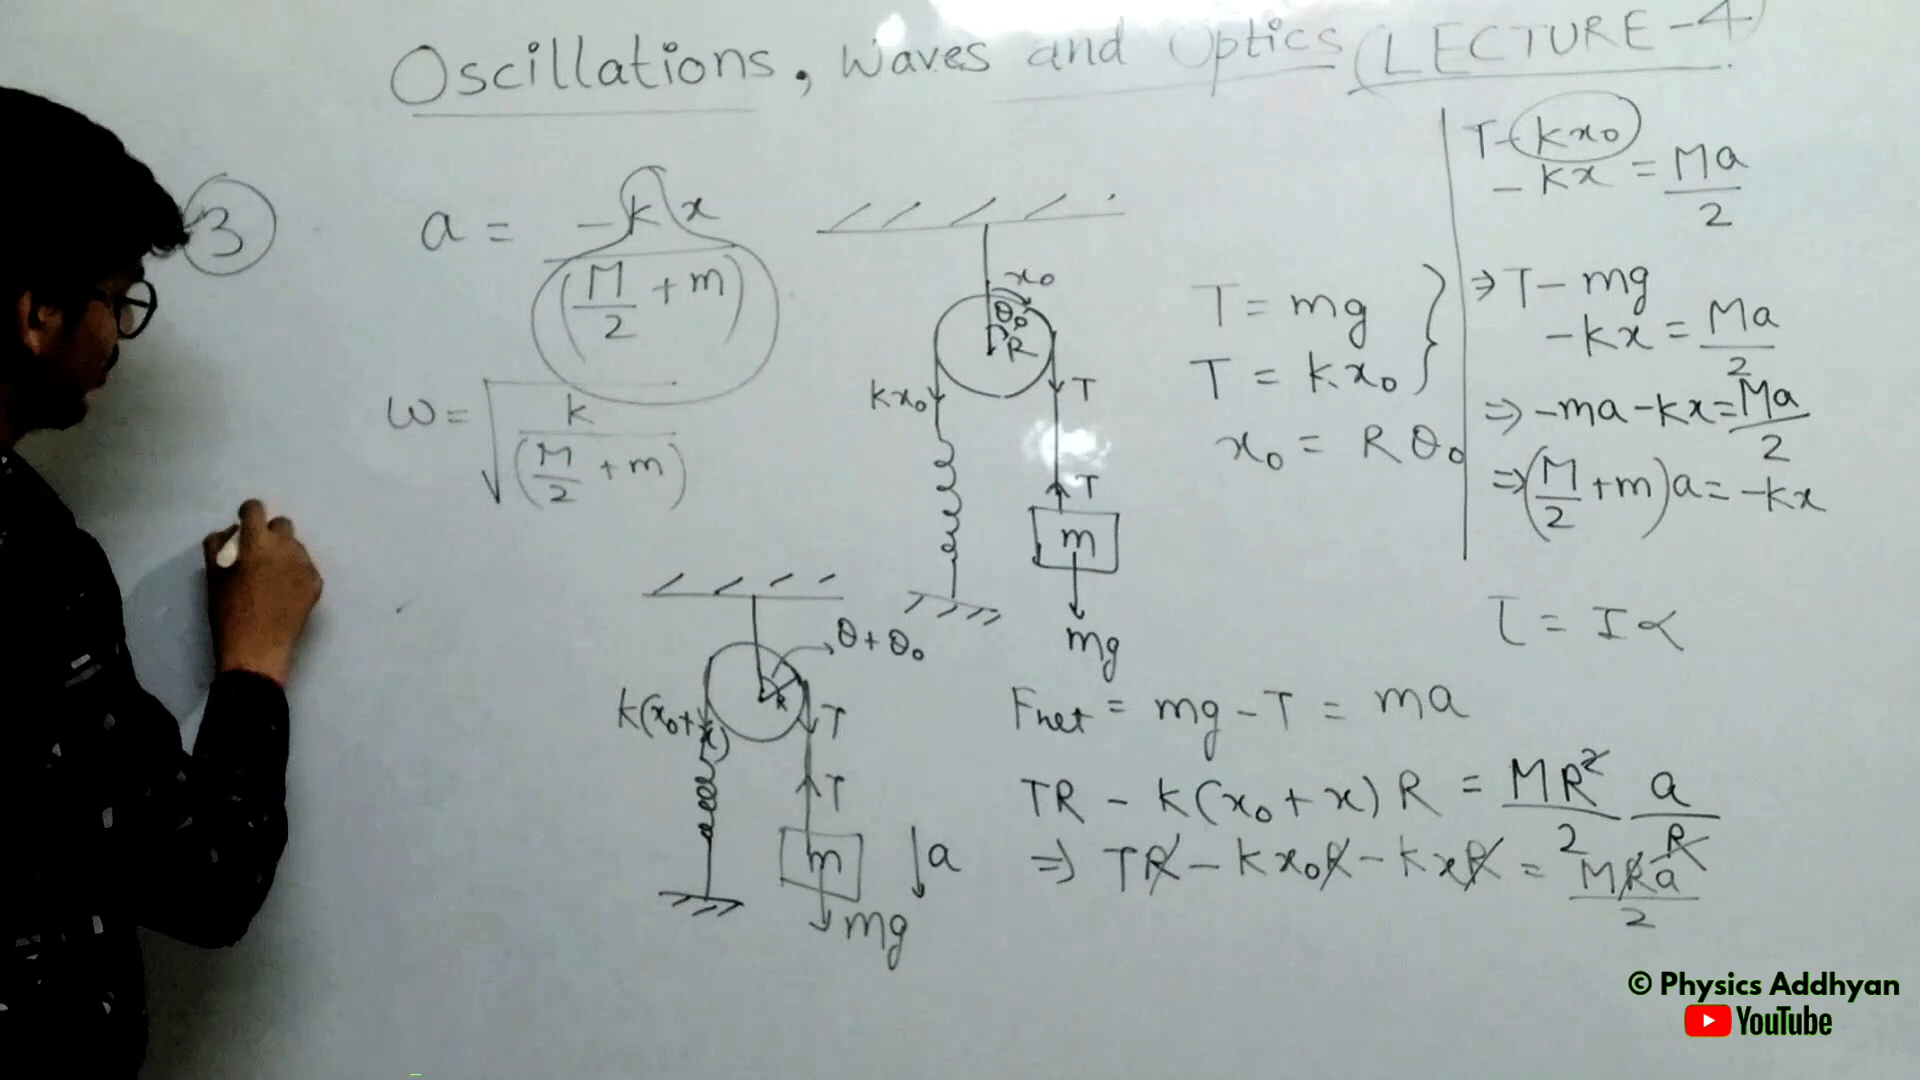 Oscillations, Waves and Optics (LECTURE-4)
3
a = -kx / (M/2 + m)
ω = √(k / (M/2 + m))
x₀
θ₀
R
kx₀
T
T
m
mg
T = mg
T = kx₀
x₀ = Rθ₀
T - kx₀ - kx = Ma/2
⇒ T - mg - kx = Ma/2
⇒ -ma - kx = Ma/2
⇒ (M/2 + m)a = -kx
τ = Iα
θ + θ₀
R
k(x₀+x)
T
T
m
a
mg
Fnet = mg - T = ma
TR - k(x₀ + x)R = MR²/2 a/R
⇒ TR - kx₀R - kxR = MRa/2
© Physics Addhyan
YouTube